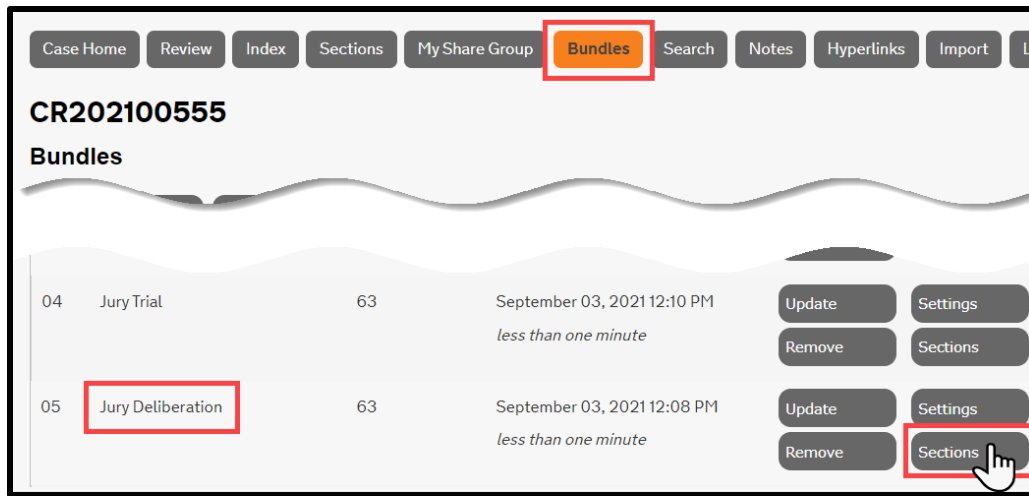 Case Home Review Index Sections My Share Group Bundles Search Notes Hyperlinks Import
CR202100555
Bundles
04 Jury Trial 63 September 03, 2021 12:10 PM Update Settings
less than one minute Remove Sections
05 Jury Deliberation 63 September 03, 2021 12:08 PM Update Settings
less than one minute Remove Sections